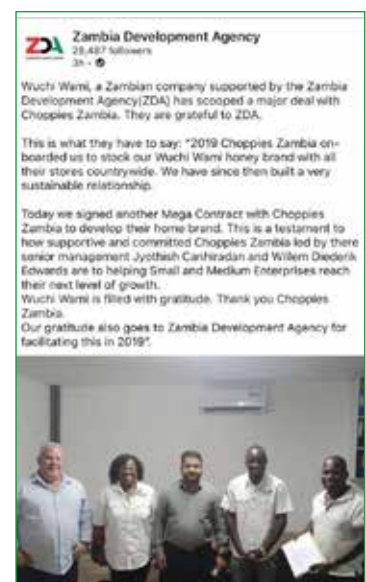 ZDA
Zambia Development Agency
28,487 followers
3h •
Wuchi Wami, a Zambian company supported by the Zambia
Development Agency(ZDA) has scooped a major deal with
Choppies Zambia. They are grateful to ZDA.
This is what they have to say: "2019 Choppies Zambia on-
boarded us to stock our Wuchi Wami honey brand with all
their stores countrywide. We have since then built a very
sustainable relationship.
Today we signed another Mega Contract with Choppies
Zambia to develop their home brand. This is a testament to
how supportive and committed Choppies Zambia led by there
senior management Jyothish Canhiradan and Willem Diederik
Edwards are to helping Small and Medium Enterprises reach
their next level of growth.
Wuchi Wami is filled with gratitude. Thank you Choppies
Zambia.
Our gratitude also goes to Zambia Development Agency for
facilitating this in 2019".